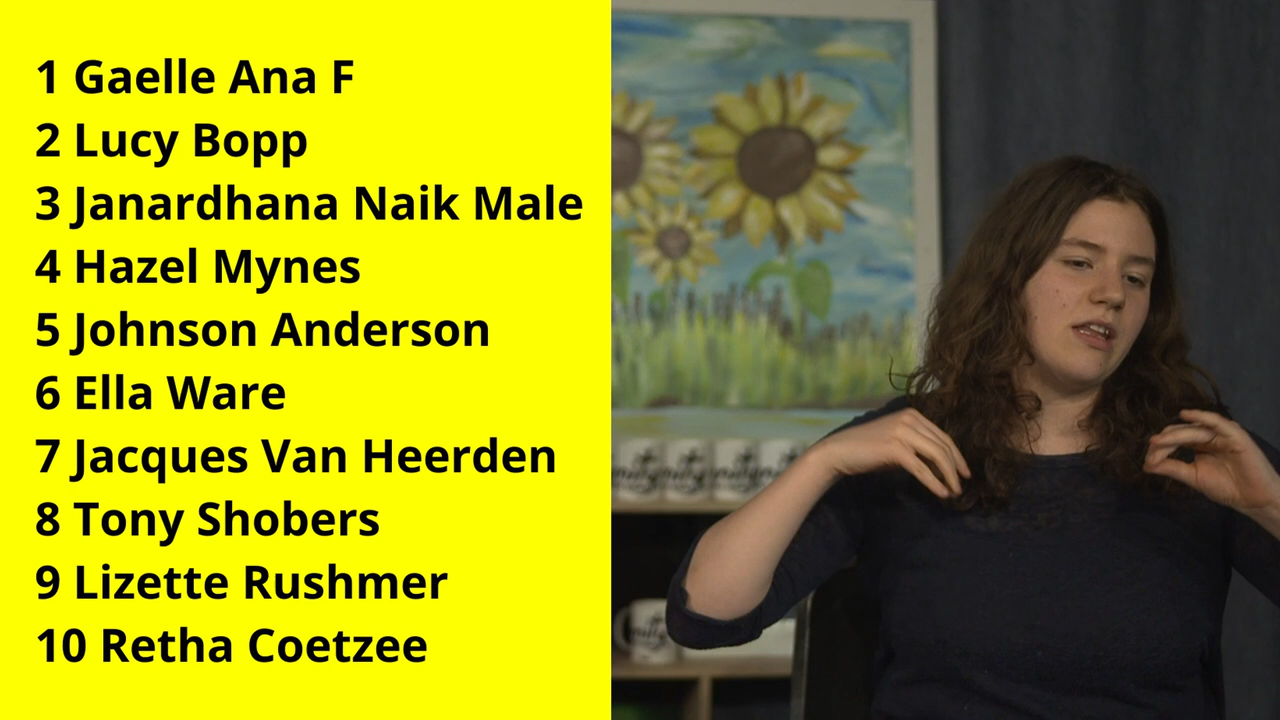 1 Gaelle Ana F
2 Lucy Bopp
3 Janardhana Naik Male
4 Hazel Mynes
5 Johnson Anderson
6 Ella Ware
7 Jacques Van Heerden
8 Tony Shobers
9 Lizette Rushmer
10 Retha Coetzee